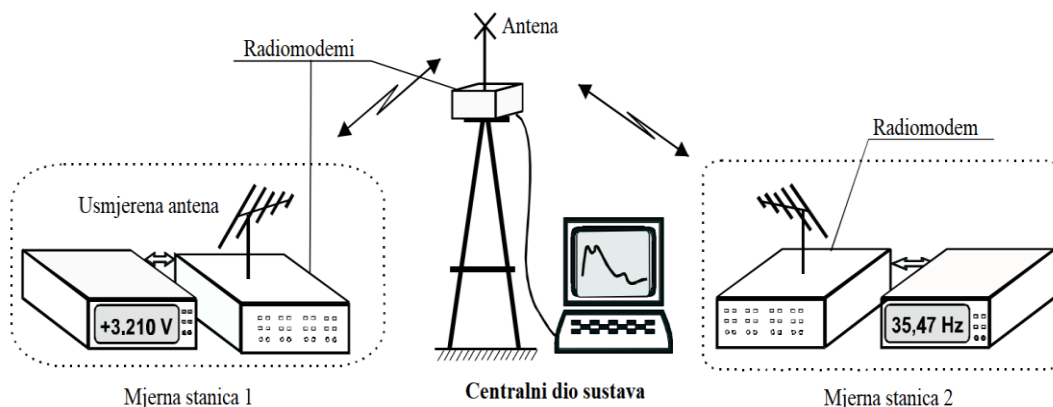 Antena
Radiomodemi
Radiomodem
Usmjerena antena
+3.210 V
35,47 Hz
Mjerna stanica 1
Centralni dio sustava
Mjerna stanica 2